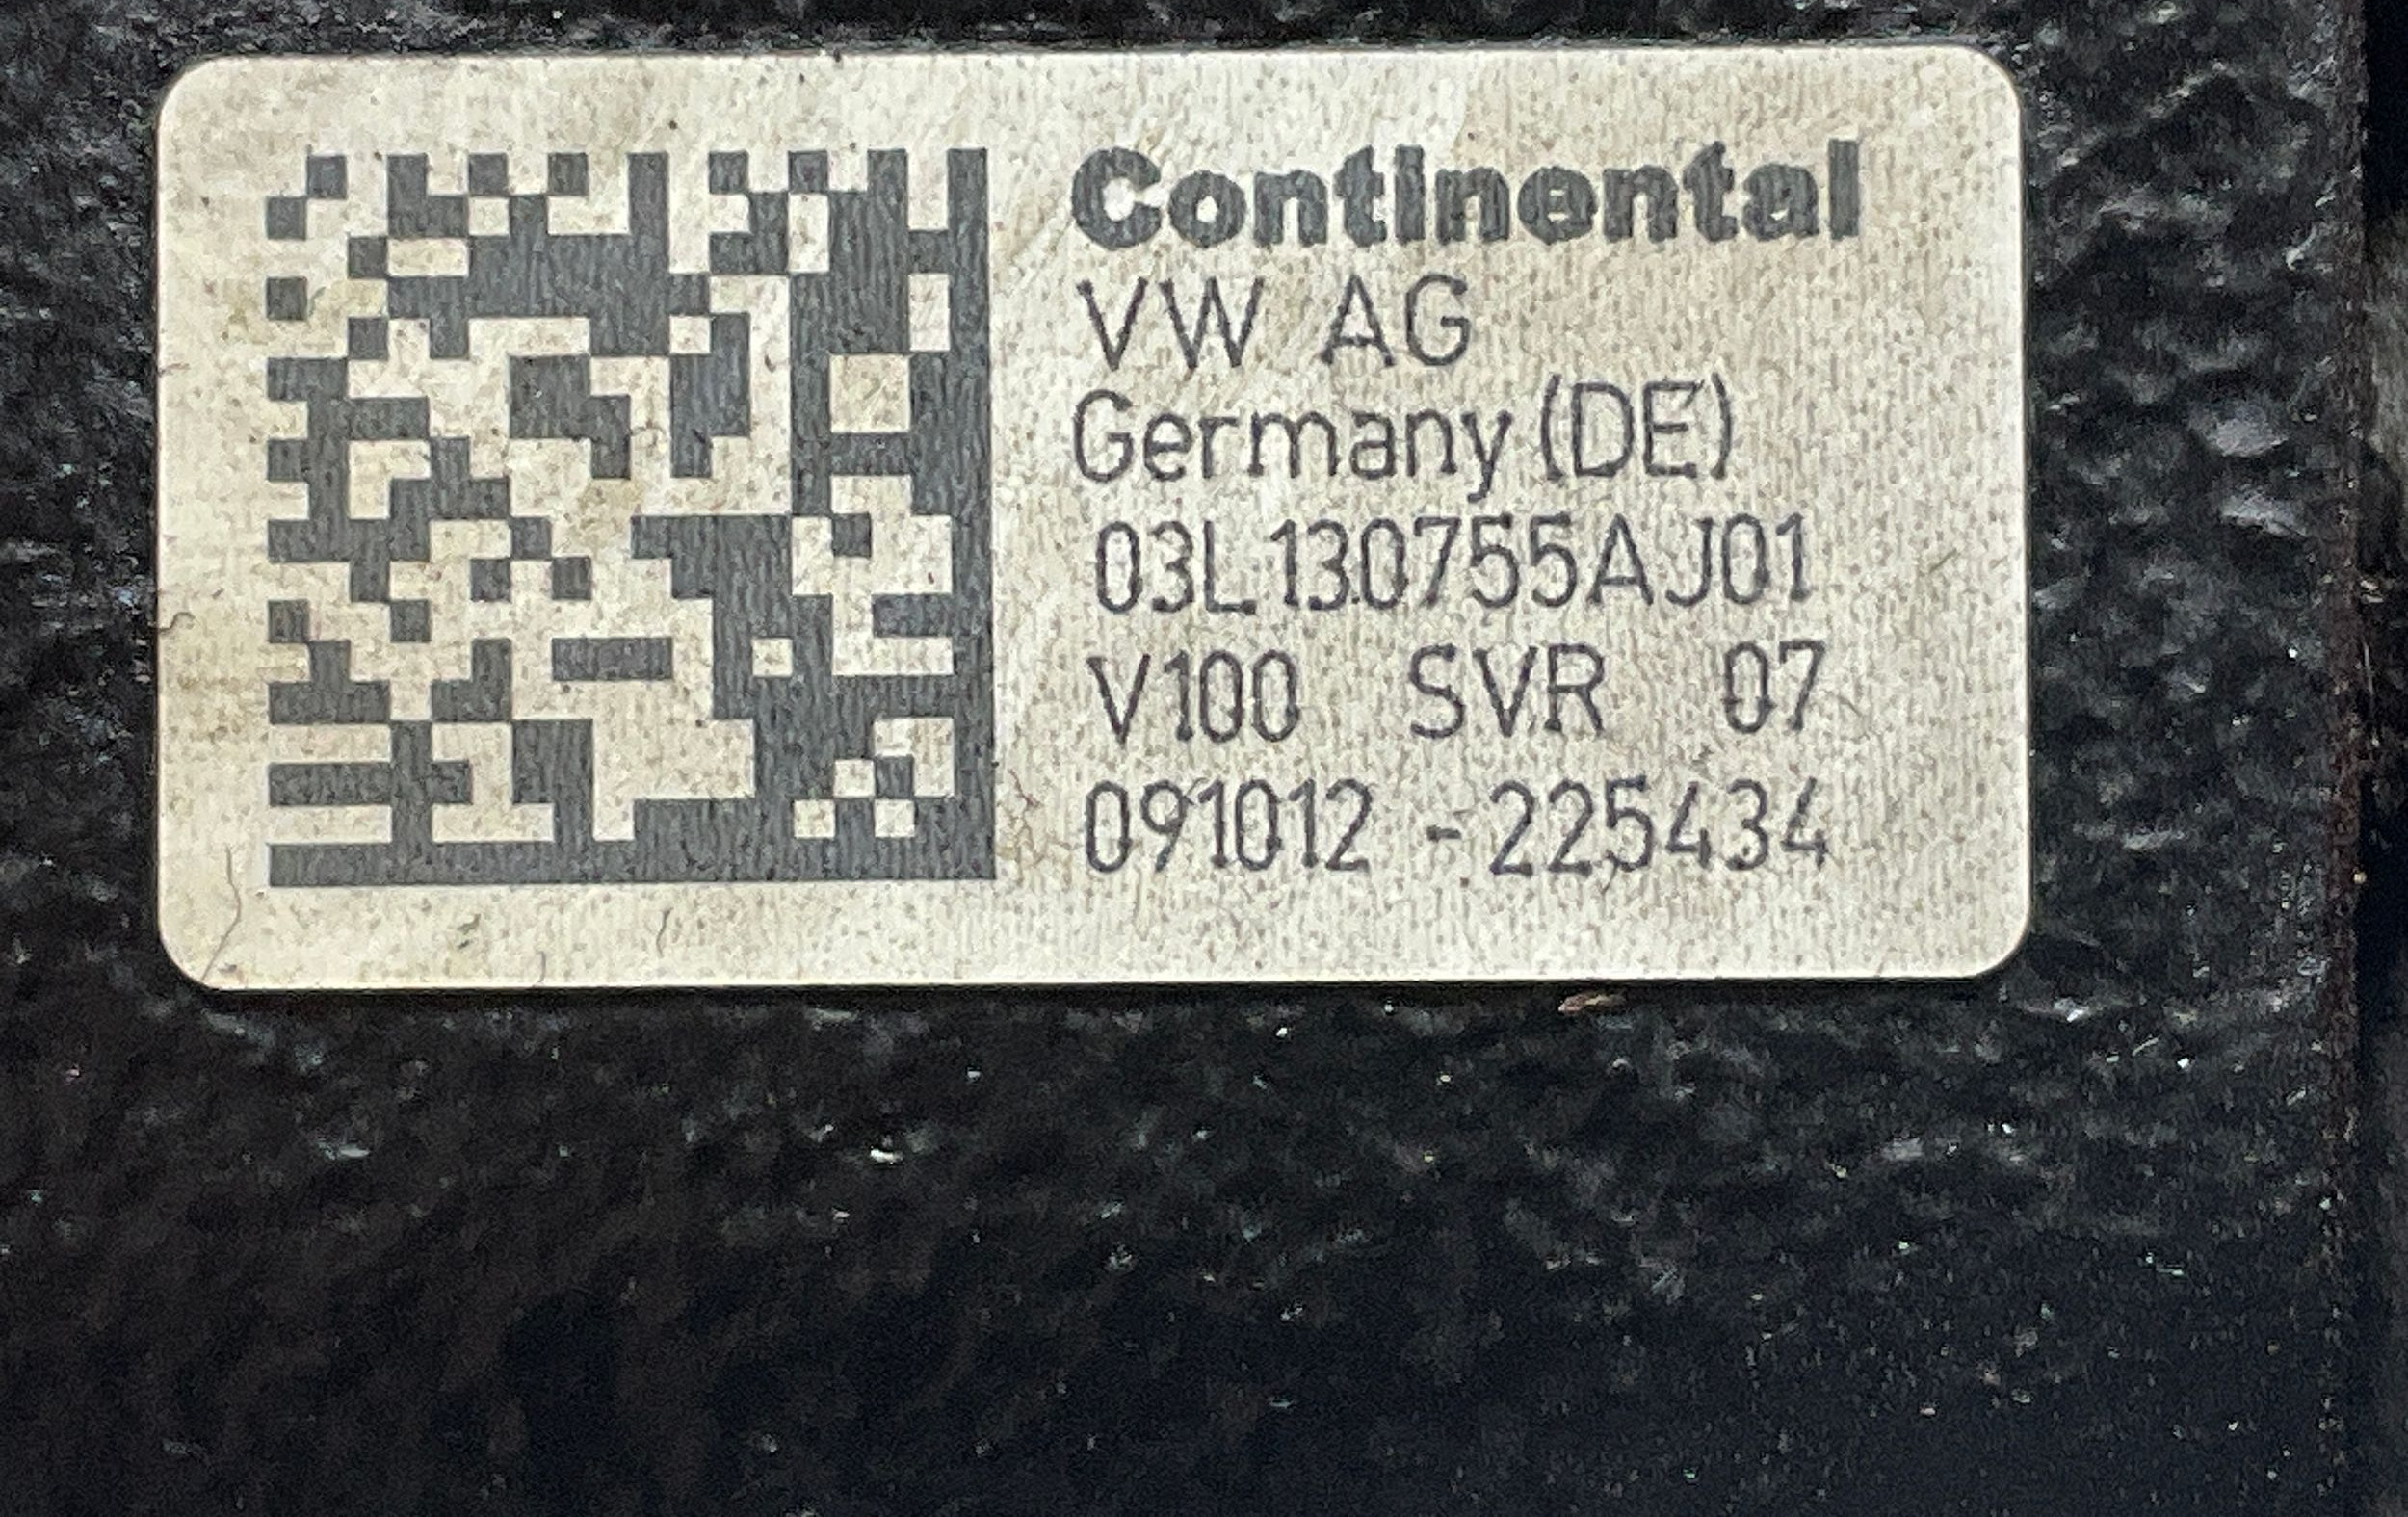 Continental
VW AG
Germany (DE)
03L130755AJ01
V100 SVR 07
091012 - 225434